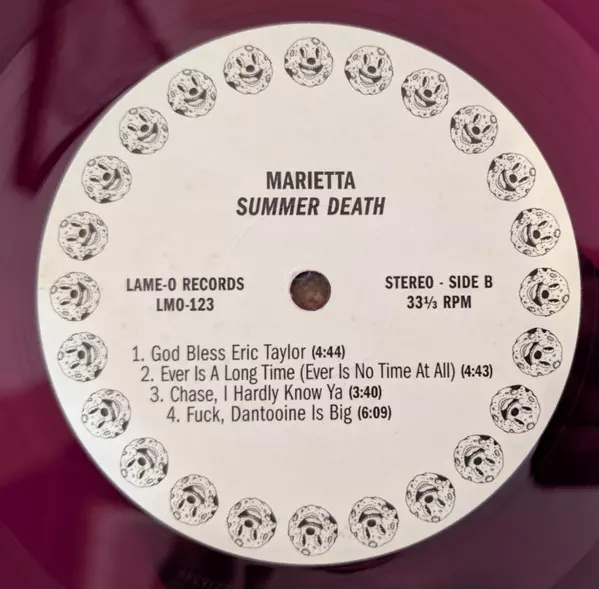 MARIETTA
SUMMER DEATH
LAME-O RECORDS
LMO-123
STEREO - SIDE B
33⅓ RPM
1. God Bless Eric Taylor (4:44)
2. Ever Is A Long Time (Ever Is No Time At All) (4:43)
3. Chase, I Hardly Know Ya (3:40)
4. Fuck, Dantooine Is Big (6:09)